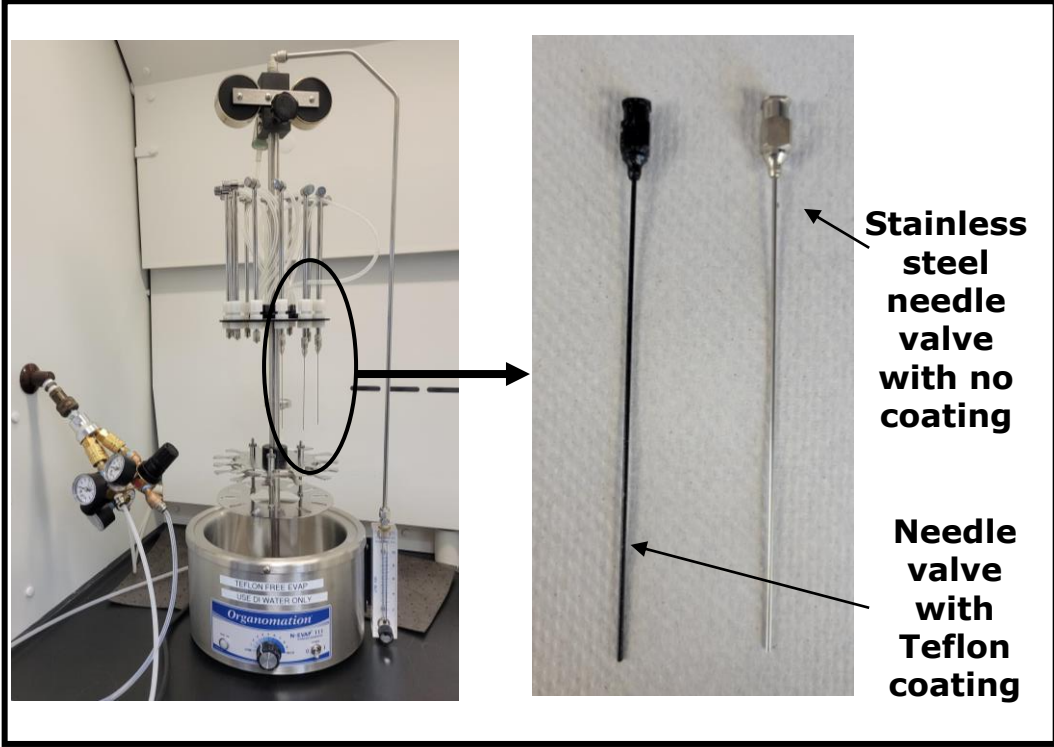 Stainless
steel
needle
valve
with no
coating
Needle
valve
with
Teflon
coating
TEFLON FREE EVAP
USE DI WATER ONLY
Organomation
N-EVAP 111